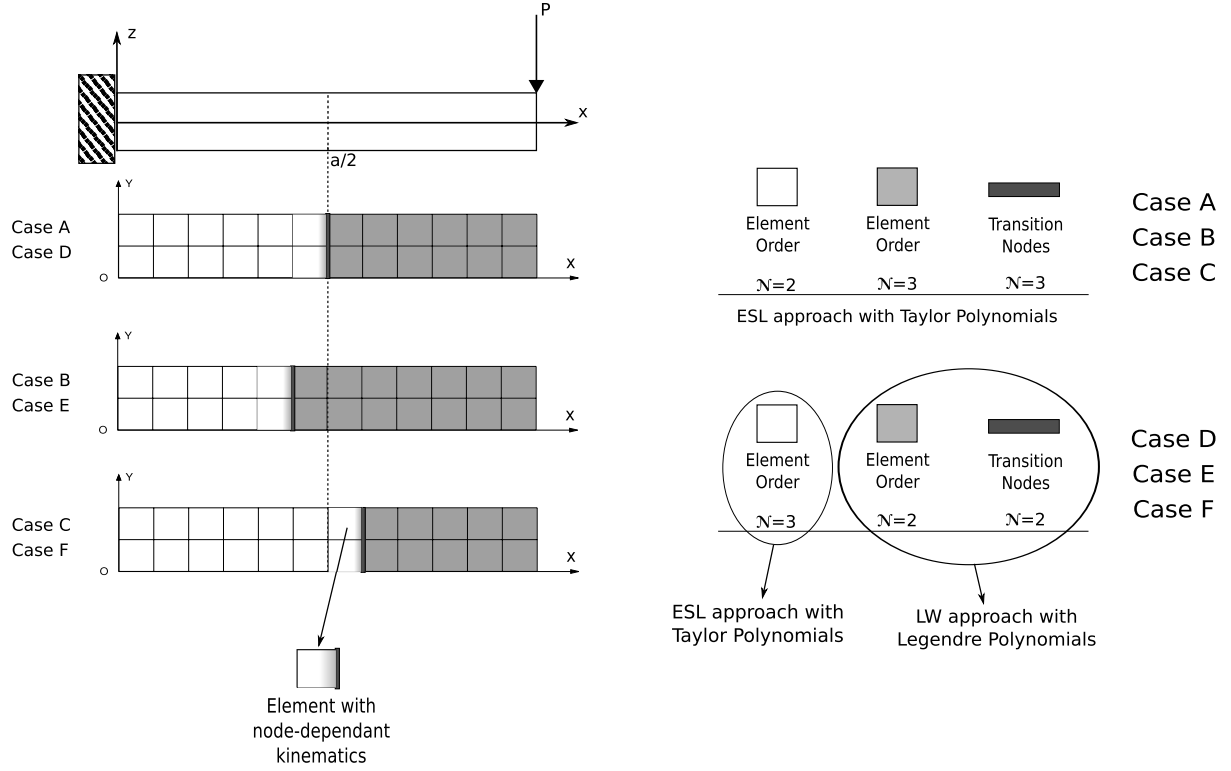 P
z
x
a/2
Y
Case A
Case D
O
X
Y
Case B
Case E
O
X
Y
Case C
Case F
O
X
Element with
node-dependant
kinematics
Element
Order
𝒩=2
Element
Order
𝒩=3
Transition
Nodes
𝒩=3
ESL approach with Taylor Polynomials
Case A
Case B
Case C
Element
Order
𝒩=3
Element
Order
𝒩=2
Transition
Nodes
𝒩=2
Case D
Case E
Case F
ESL approach with
Taylor Polynomials
LW approach with
Legendre Polynomials